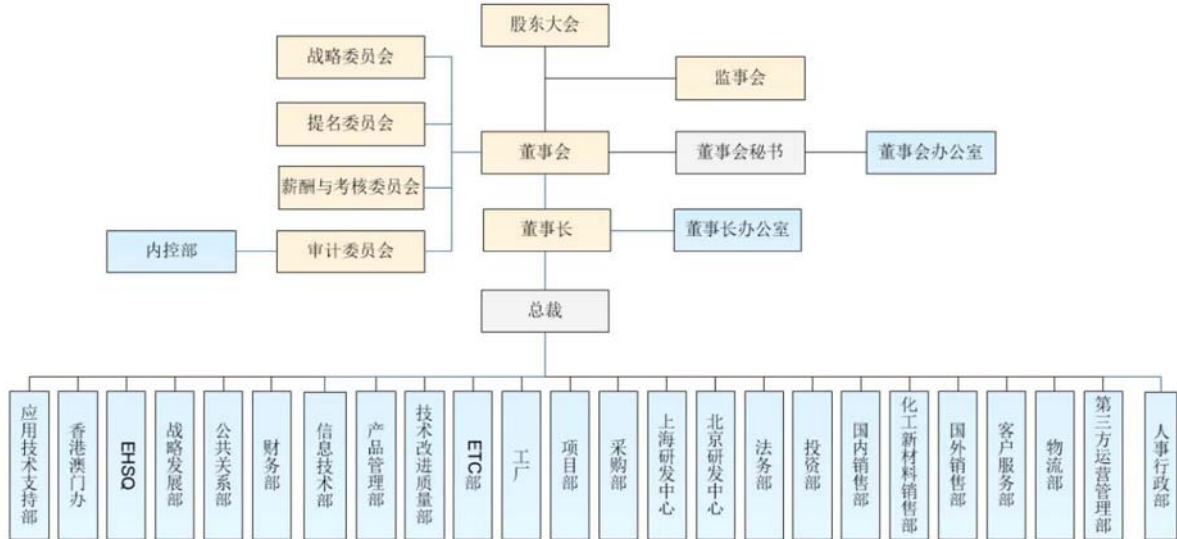 股东大会
战略委员会
监事会
提名委员会
董事会
董事会秘书
董事会办公室
薪酬与考核委员会
董事长
董事长办公室
内控部
审计委员会
总裁
应用技术支持部
香港澳门办
EHSQ
战略发展部
公共关系部
财务部
信息技术部
产品管理部
技术改进质量部
ETC部
工厂
项目部
采购部
上海研发中心
北京研发中心
法务部
投资部
国内销售部
化工新材料销售部
国外销售部
客户服务部
物流部
第三方运营管理部
人事行政部